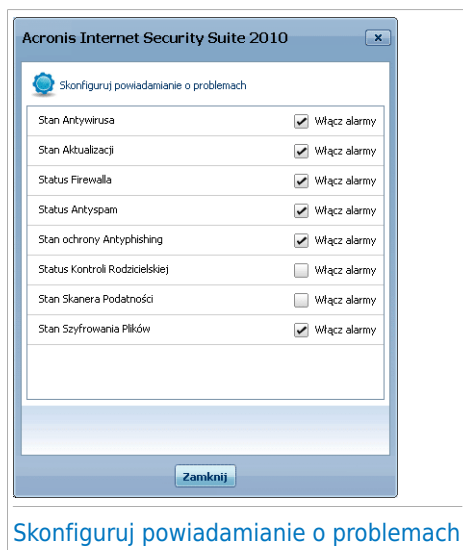 Acronis Internet Security Suite 2010
Skonfiguruj powiadamianie o problemach
Stan Antywirusa Włącz alarmy
Stan Aktualizacji Włącz alarmy
Status Firewalla Włącz alarmy
Status Antyspam Włącz alarmy
Stan ochrony Antyphishing Włącz alarmy
Status Kontroli Rodzicielskiej Włącz alarmy
Stan Skanera Podatności Włącz alarmy
Stan Szyfrowania Plików Włącz alarmy
Zamknij
Skonfiguruj powiadamianie o problemach